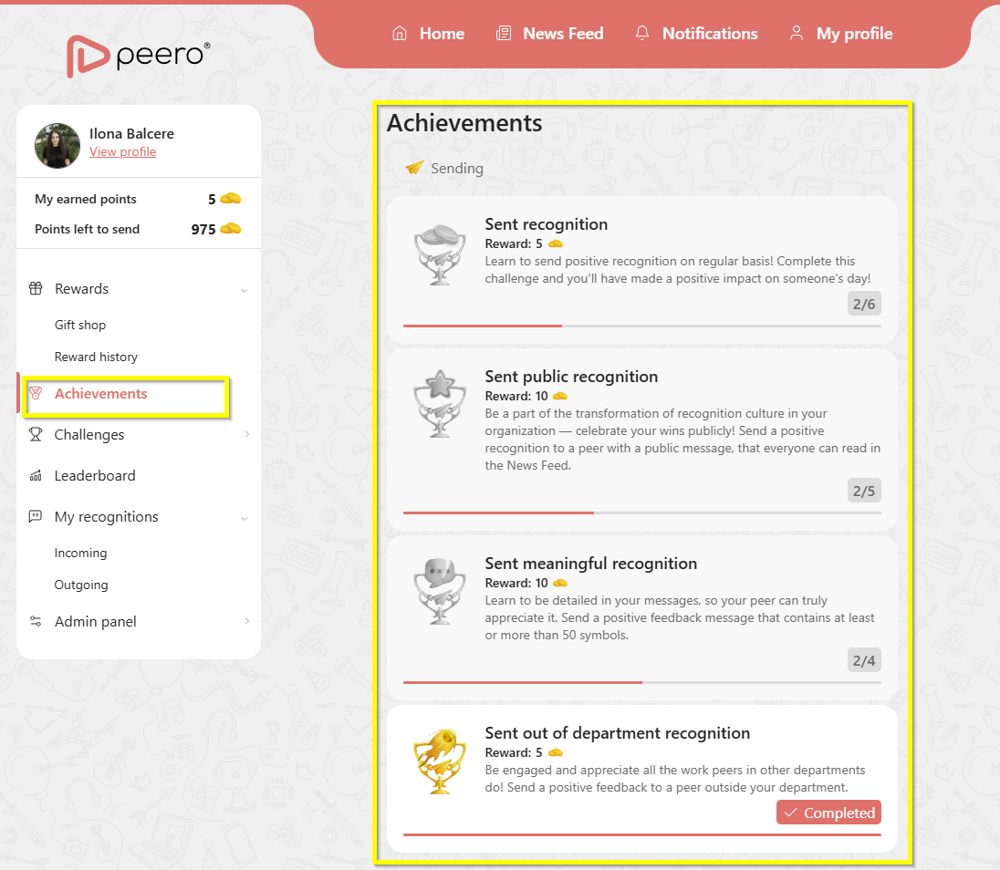 Home
News Feed
Notifications
My profile
peero®
Ilona Balcere
View profile
My earned points 5
Points left to send 975
Rewards
Gift shop
Reward history
Achievements
Challenges
Leaderboard
My recognitions
Incoming
Outgoing
Admin panel
Achievements
Sending
Sent recognition
Reward: 5
Learn to send positive recognition on regular basis! Complete this
challenge and you'll have made a positive impact on someone's day!
2/6
Sent public recognition
Reward: 10
Be a part of the transformation of recognition culture in your
organization — celebrate your wins publicly! Send a positive
recognition to a peer with a public message, that everyone can read in
the News Feed.
2/5
Sent meaningful recognition
Reward: 10
Learn to be detailed in your messages, so your peer can truly
appreciate it. Send a positive feedback message that contains at least
or more than 50 symbols.
2/4
Sent out of department recognition
Reward: 5
Be engaged and appreciate all the work peers in other departments
do! Send a positive feedback to a peer outside your department.
Completed